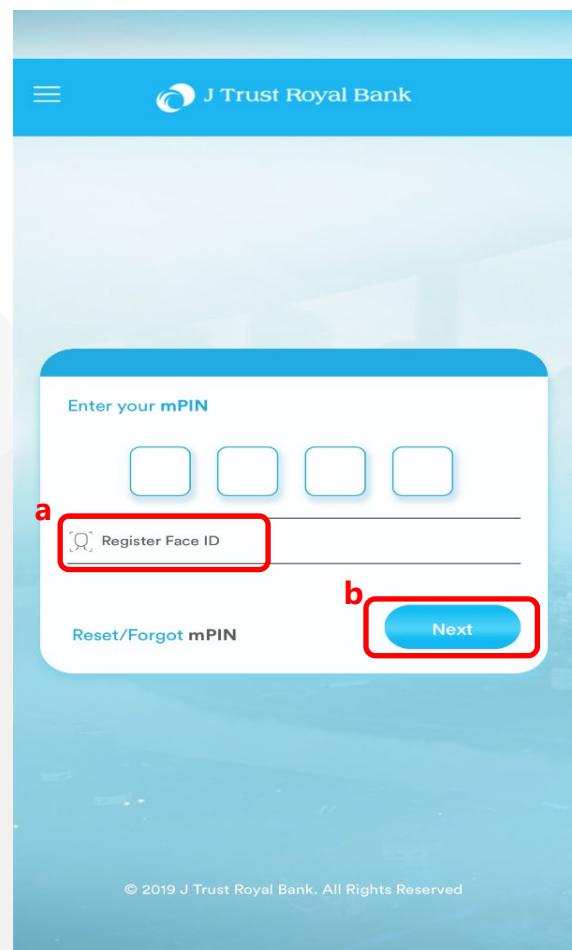 J Trust Royal Bank
Enter your mPIN
a
Register Face ID
b
Reset/Forgot mPIN
Next
© 2019 J Trust Royal Bank. All Rights Reserved